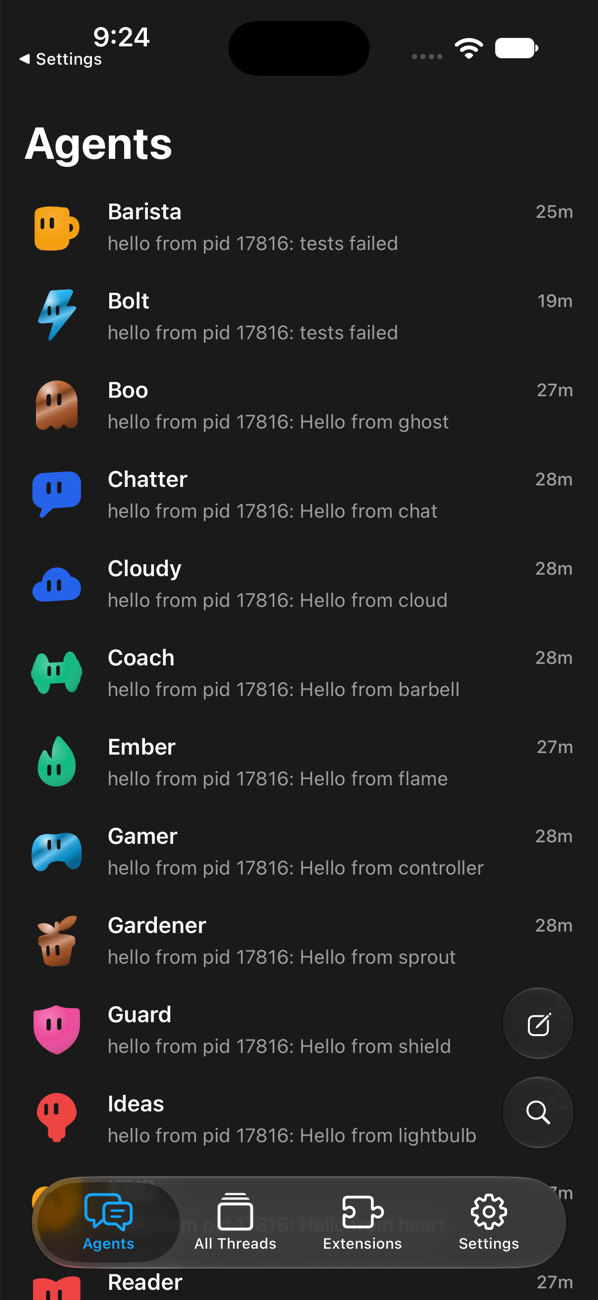 9:24
◀ Settings
Agents
Barista
25m
hello from pid 17816: tests failed
Bolt
19m
hello from pid 17816: tests failed
Boo
27m
hello from pid 17816: Hello from ghost
Chatter
28m
hello from pid 17816: Hello from chat
Cloudy
28m
hello from pid 17816: Hello from cloud
Coach
28m
hello from pid 17816: Hello from barbell
Ember
27m
hello from pid 17816: Hello from flame
Gamer
28m
hello from pid 17816: Hello from controller
Gardener
28m
hello from pid 17816: Hello from sprout
Guard
hello from pid 17816: Hello from shield
Ideas
hello from pid 17816: Hello from lightbulb
Agents
All Threads
Extensions
Settings
Reader
27m